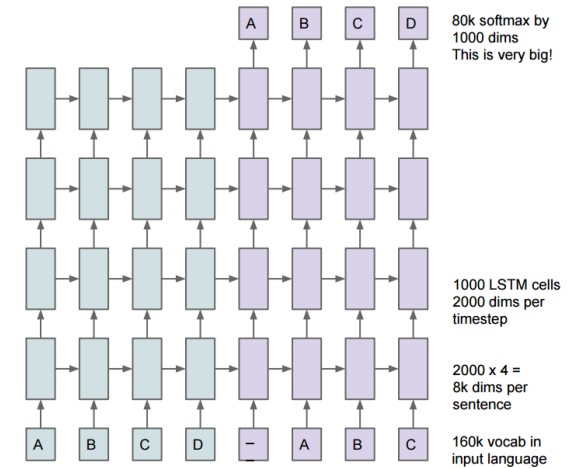 A B C D
80k softmax by
1000 dims
This is very big!
1000 LSTM cells
2000 dims per
timestep
2000 x 4 =
8k dims per
sentence
A B C D _ A B C
160k vocab in
input language